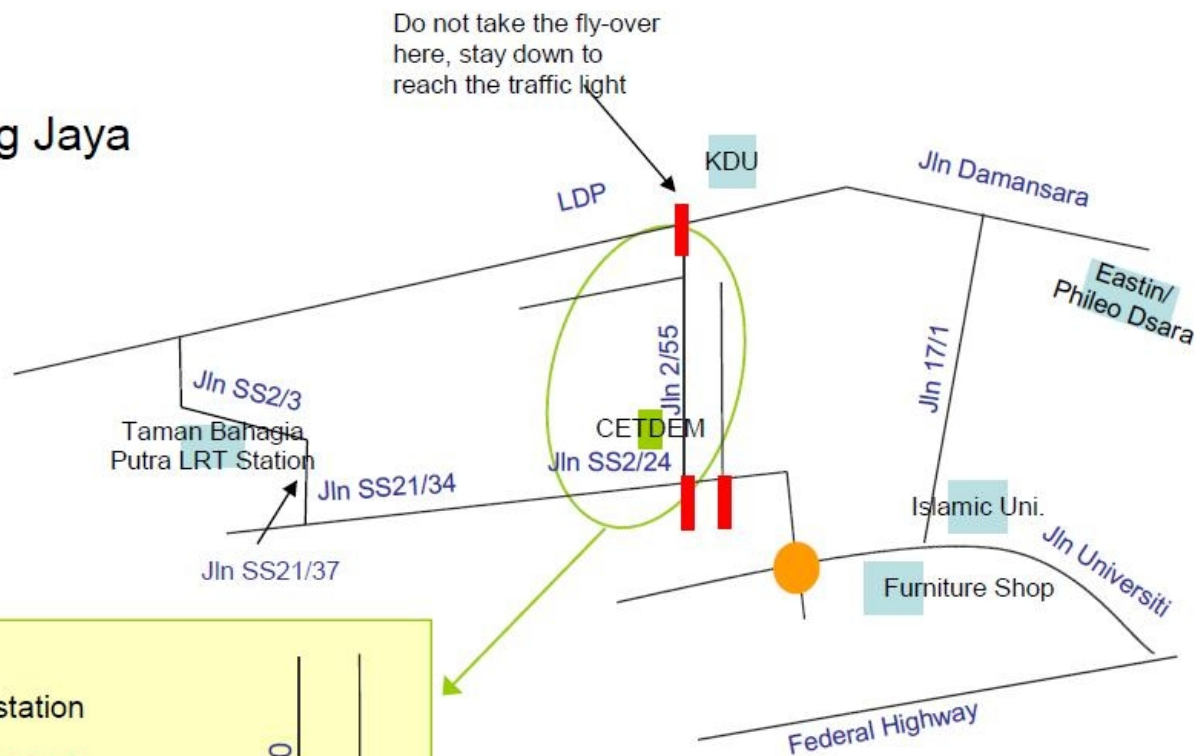 Do not take the fly-over
here, stay down to
reach the traffic light
g Jaya
KDU
Jln Damansara
LDP
Eastin/
Phileo Dsara
Jln 2/55
Jln 17/1
Jln SS2/3
Taman Bahagia
Putra LRT Station
CETDEM
Jln SS2/24
Jln SS21/34
Islamic Uni.
Jln Universiti
Jln SS21/37
Furniture Shop
station
0
Federal Highway